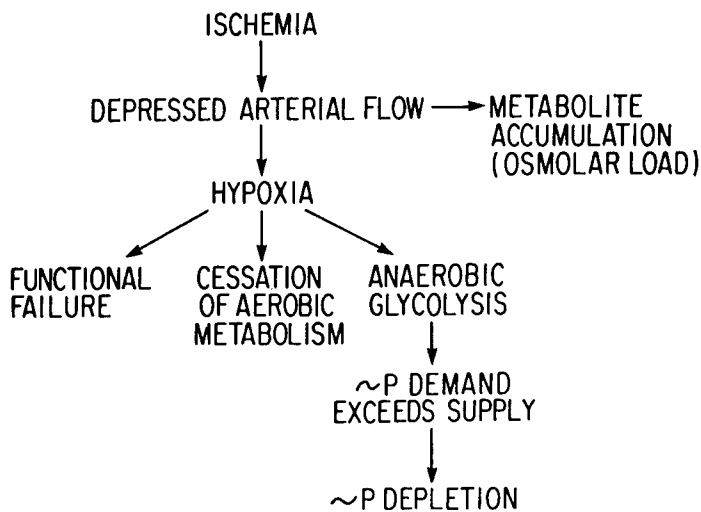 ISCHEMIA
DEPRESSED ARTERIAL FLOW
METABOLITE
ACCUMULATION
(OSMOLAR LOAD)
HYPOXIA
FUNCTIONAL
FAILURE
CESSATION
OF AEROBIC
METABOLISM
ANAEROBIC
GLYCOLYSIS
~P DEMAND
EXCEEDS SUPPLY
~P DEPLETION